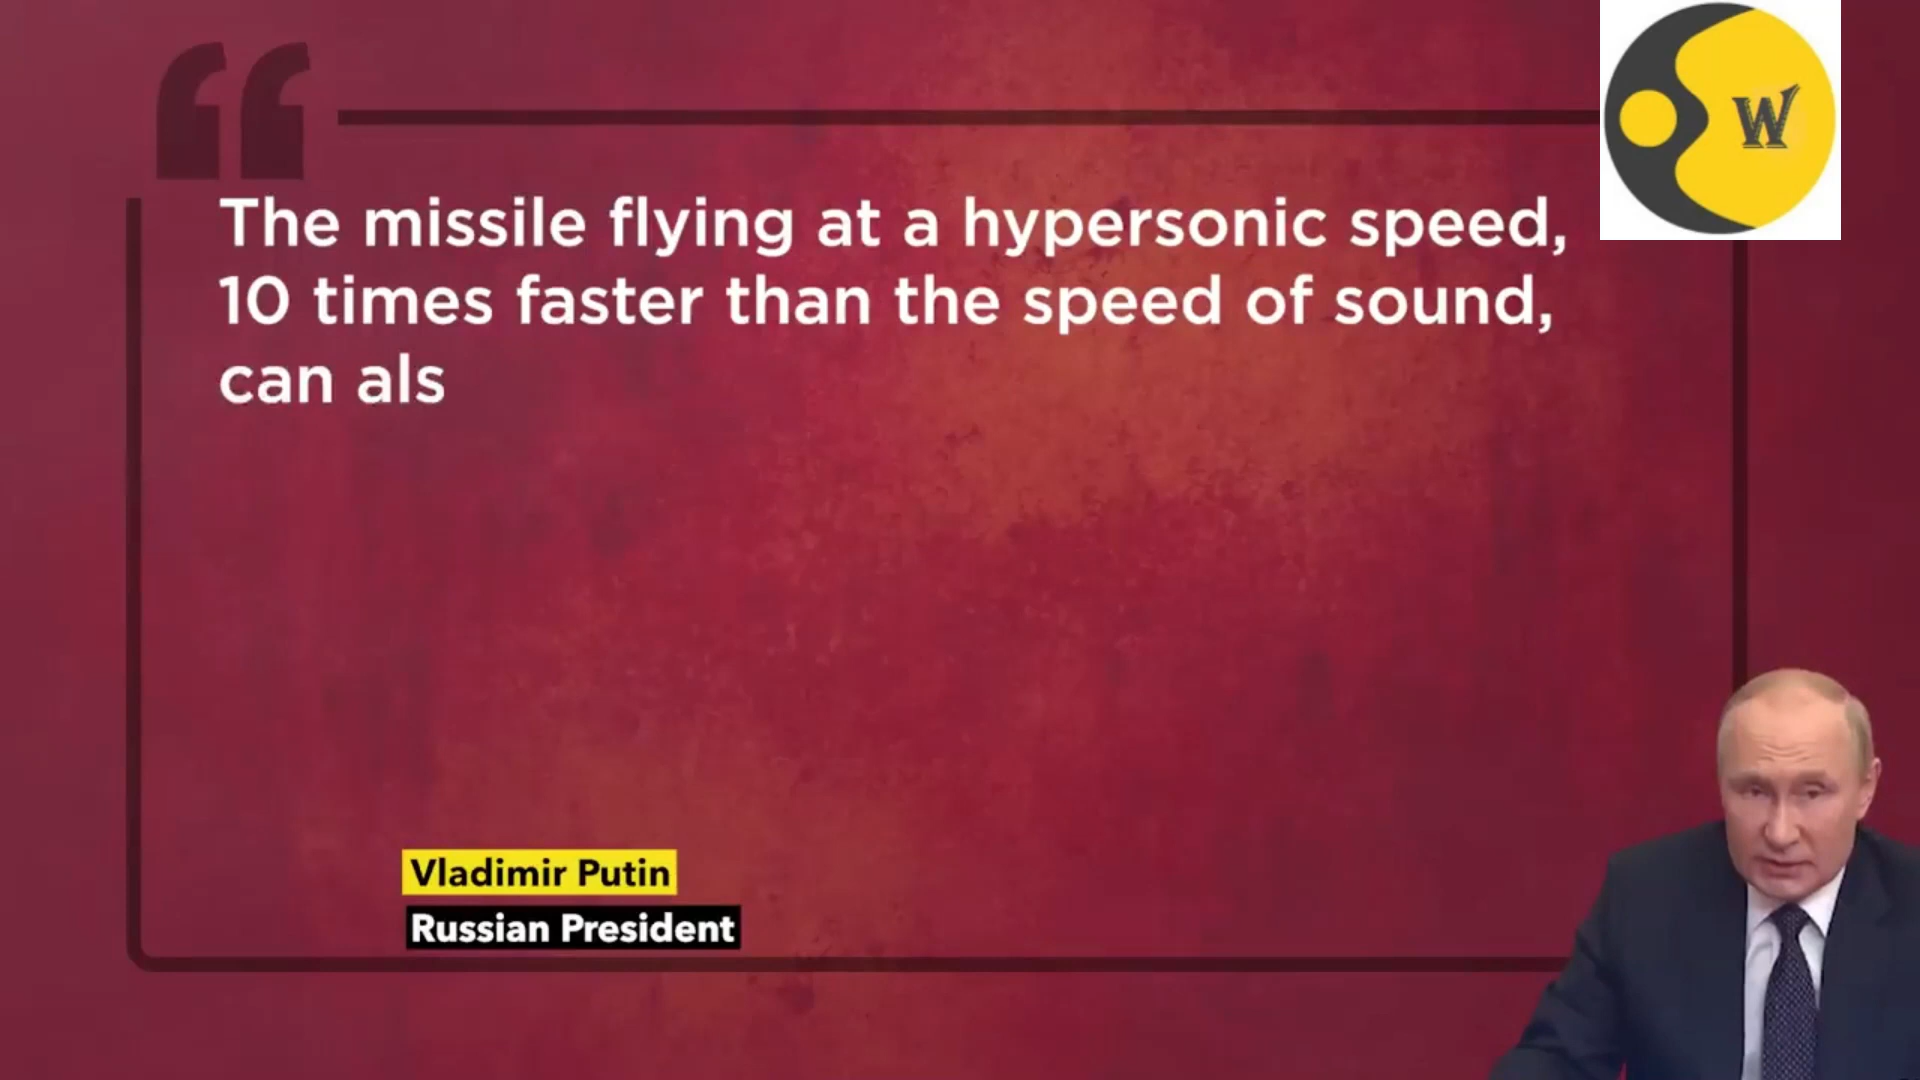 W
The missile flying at a hypersonic speed,
10 times faster than the speed of sound,
can als
Vladimir Putin
Russian President